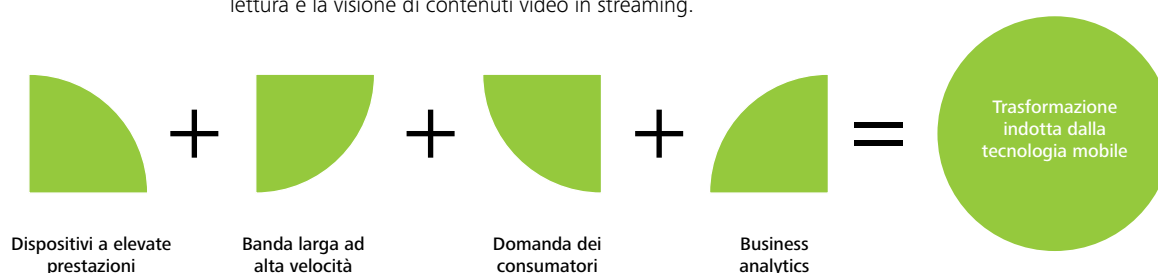 lettura e la visione di contenuti video in streaming.
Trasformazione
indotta dalla
tecnologia mobile
Dispositivi a elevate
prestazioni
Banda larga ad
alta velocità
Domanda dei
consumatori
Business
analytics